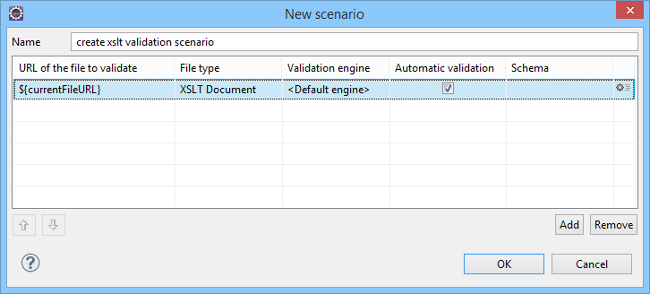 New scenario
Name create xslt validation scenario
URL of the file to validate File type Validation engine Automatic validation Schema
${currentFileURL} XSLT Document <Default engine>
Add Remove
? OK Cancel